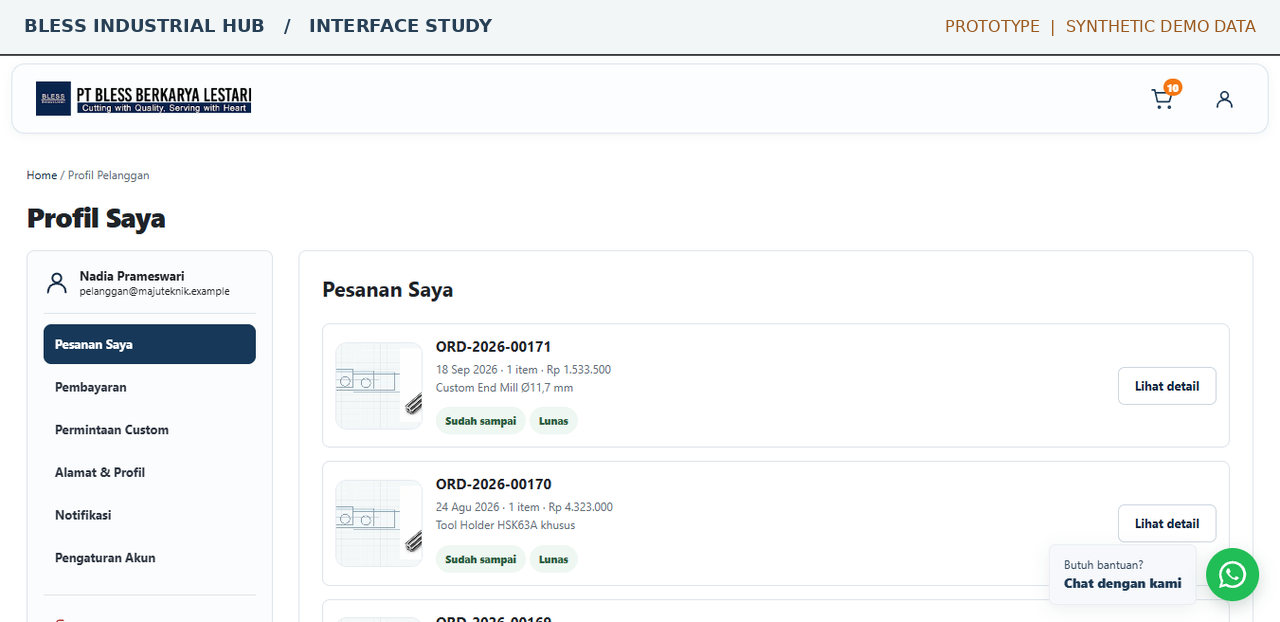 BLESS INDUSTRIAL HUB / INTERFACE STUDY
PROTOTYPE | SYNTHETIC DEMO DATA
BLESS
PT BLESS BERKARYA LESTARI
Cutting with Quality, Serving with Heart
10
Home / Profil Pelanggan
Profil Saya
Nadia Prameswari
pelanggan@majuteknik.example
Pesanan Saya
Pembayaran
Permintaan Custom
Alamat & Profil
Notifikasi
Pengaturan Akun
Pesanan Saya
ORD-2026-00171
18 Sep 2026 · 1 item · Rp 1.533.500
Custom End Mill Ø11,7 mm
Sudah sampai
Lunas
Lihat detail
ORD-2026-00170
24 Agu 2026 · 1 item · Rp 4.323.000
Tool Holder HSK63A khusus
Sudah sampai
Lunas
Lihat detail
ORD-2026-00169
Butuh bantuan?
Chat dengan kami